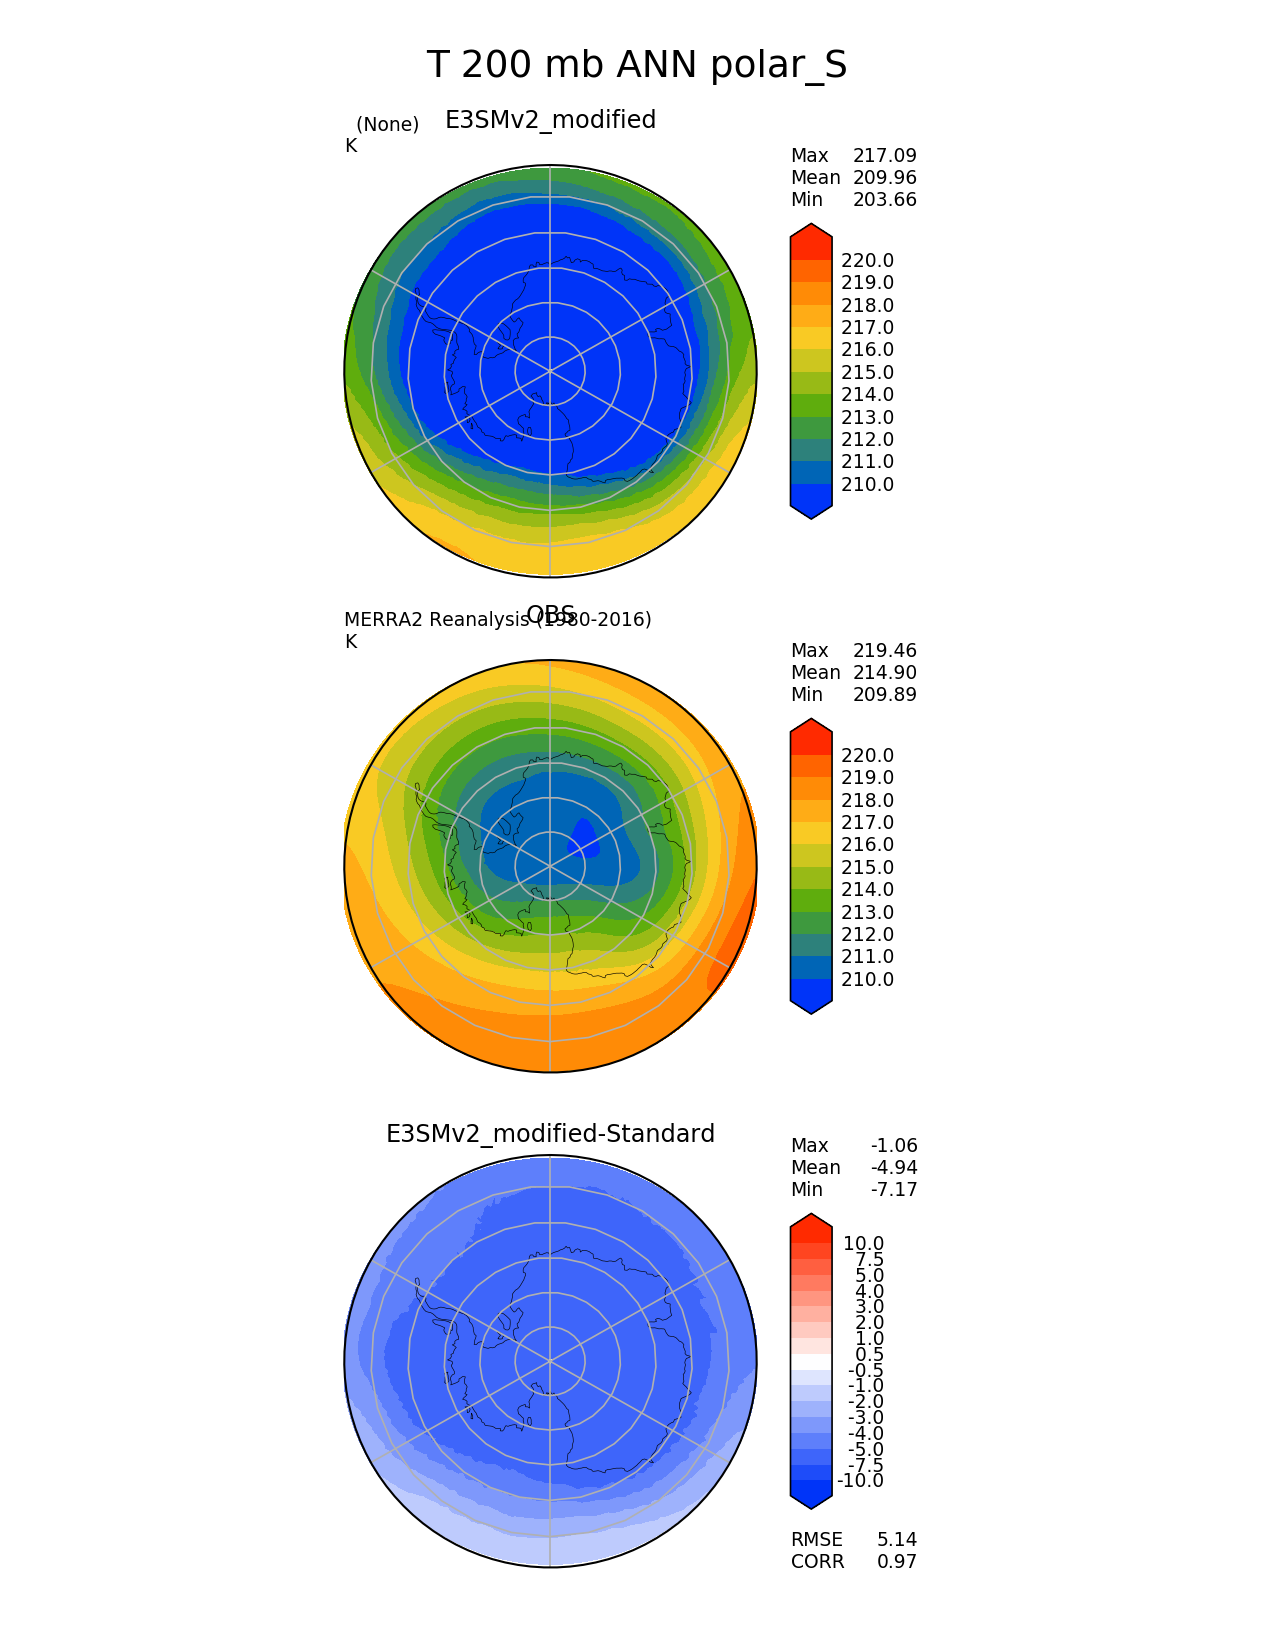 T 200 mb ANN polar_S
(None)
E3SMv2_modified
K
Max 217.09
Mean 209.96
Min 203.66
220.0
219.0
218.0
217.0
216.0
215.0
214.0
213.0
212.0
211.0
210.0
OBS
MERRA2 Reanalysis (1980-2016)
K
Max 219.46
Mean 214.90
Min 209.89
220.0
219.0
218.0
217.0
216.0
215.0
214.0
213.0
212.0
211.0
210.0
E3SMv2_modified-Standard
Max -1.06
Mean -4.94
Min -7.17
10.0
7.5
5.0
4.0
3.0
2.0
1.0
0.5
-0.5
-1.0
-2.0
-3.0
-4.0
-5.0
-7.5
-10.0
RMSE 5.14
CORR 0.97